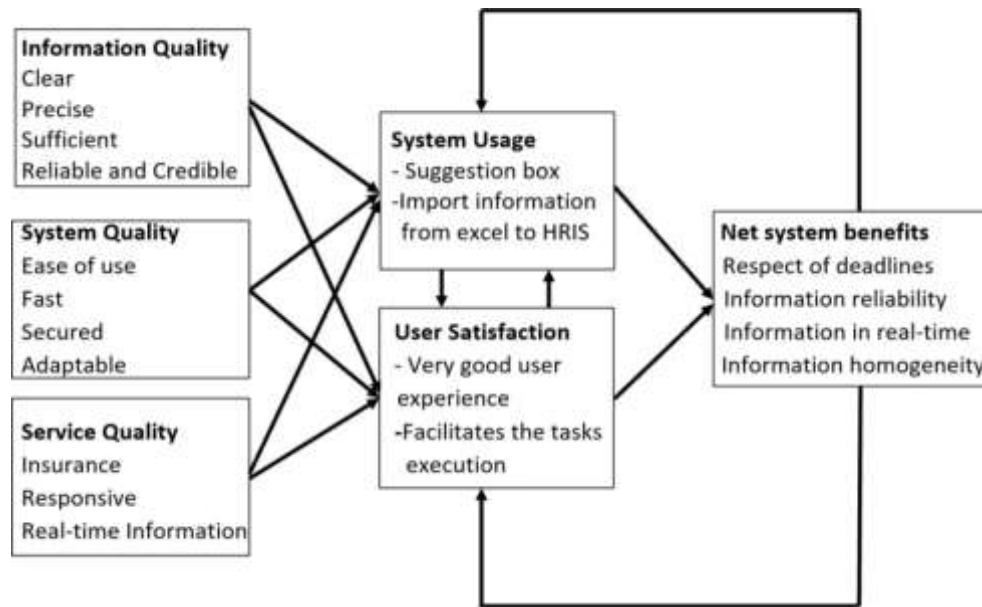 Information Quality
Clear
Precise
Sufficient
Reliable and Credible
System Quality
Ease of use
Fast
Secured
Adaptable
Service Quality
Insurance
Responsive
Real-time Information
System Usage
- Suggestion box
-Import information
from excel to HRIS
User Satisfaction
- Very good user
experience
-Facilitates the tasks
execution
Net system benefits
Respect of deadlines
Information reliability
Information in real-time
Information homogeneity